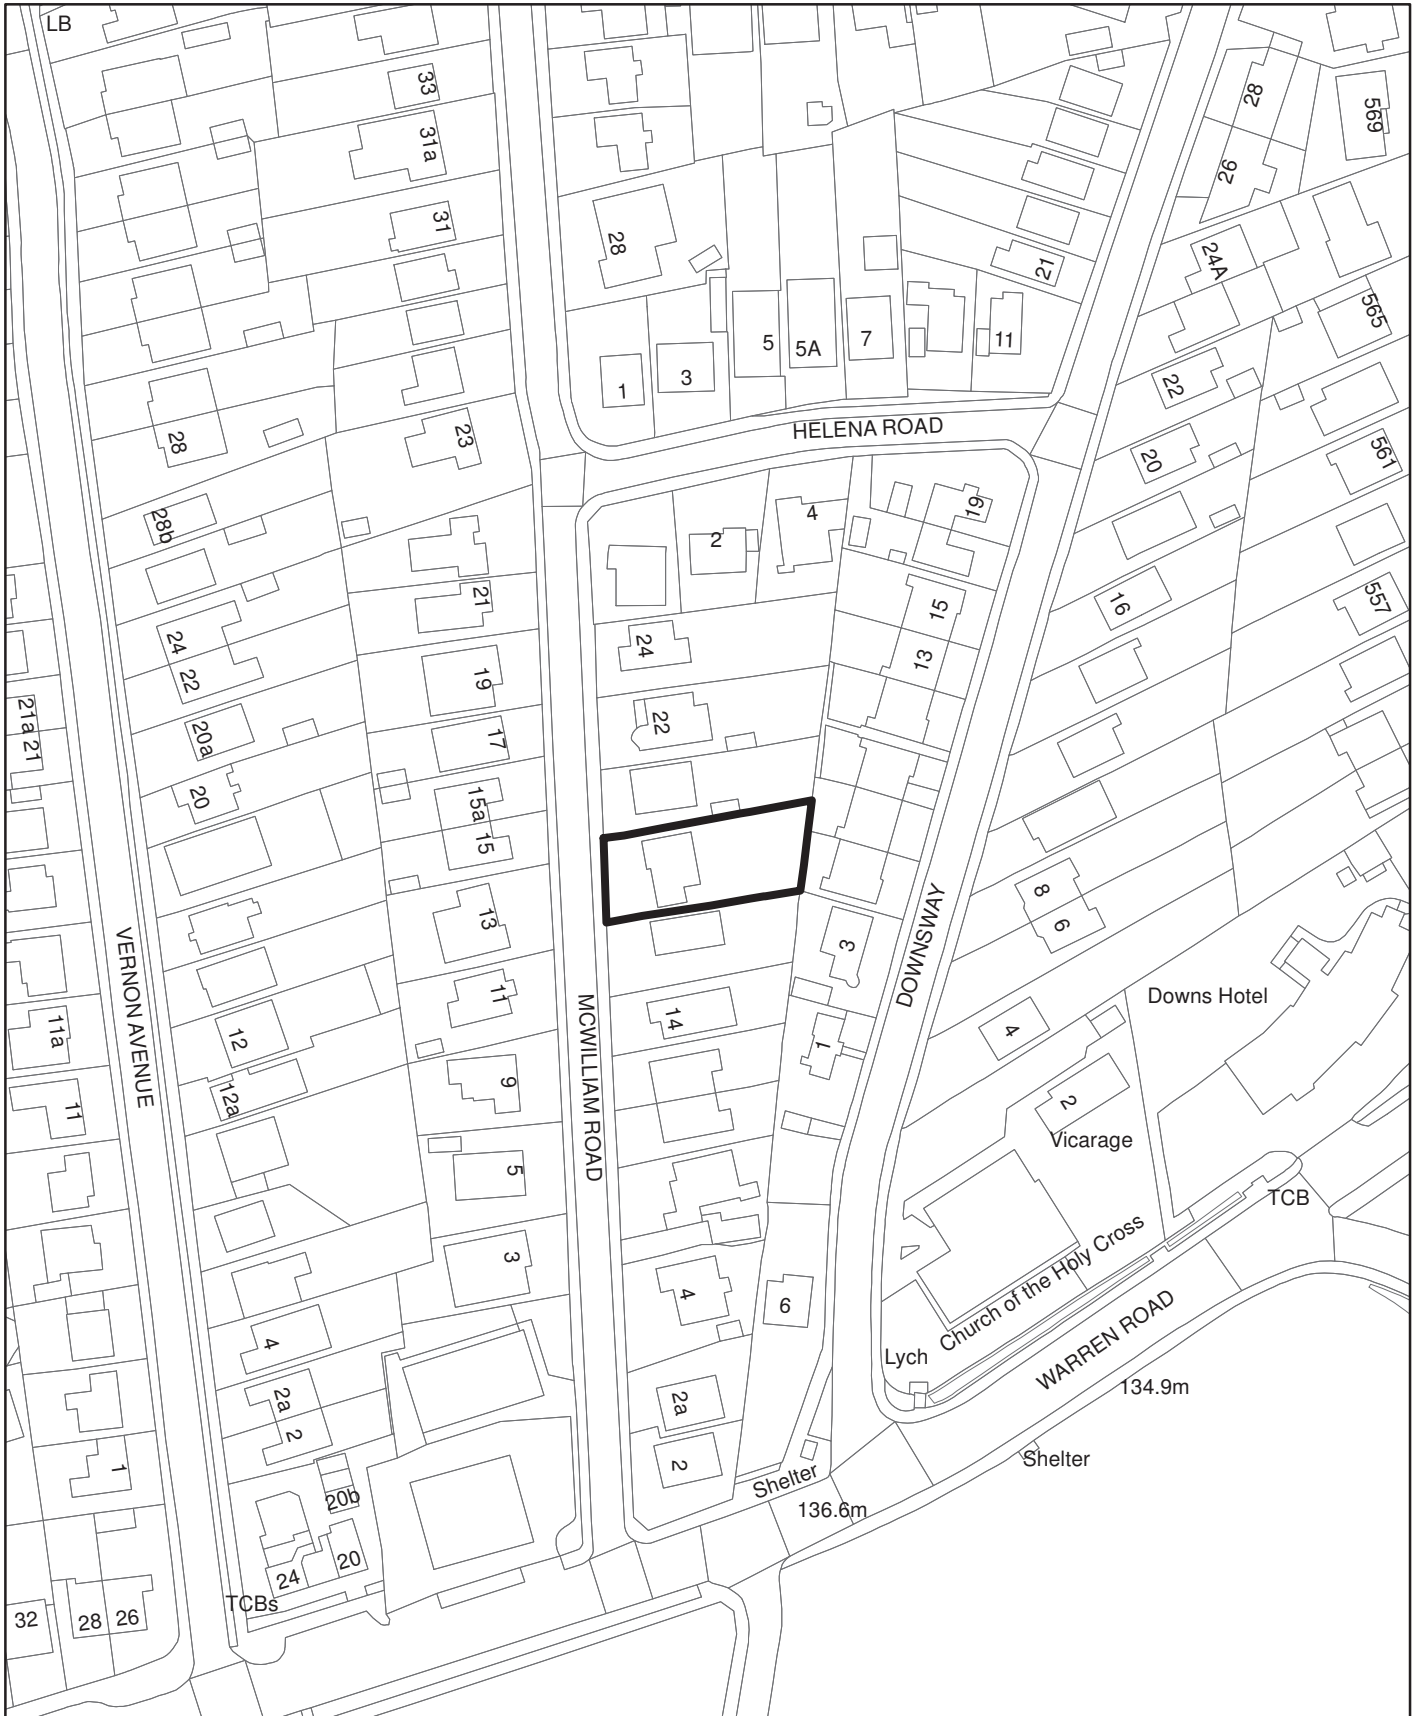 LB
33
31a
31
28
28b
24
22
20a
20
12
12a
4
2a
2
20b
20
24
TCBs
32
28
26
1
11
11a
21a
21
VERNON AVENUE
23
21
19
17
15a
15
13
11
9
5
3
MCWILLIAM ROAD
28
1
3
5
5A
7
11
21
HELENA ROAD
2
4
19
15
13
24
22
14
4
2a
2
3
1
6
DOWNSWAY
28
26
24A
22
20
16
8
6
4
2
Vicarage
569
565
561
557
Downs Hotel
TCB
Church of the Holy Cross
Lych
WARREN ROAD
134.9m
Shelter
Shelter
136.6m